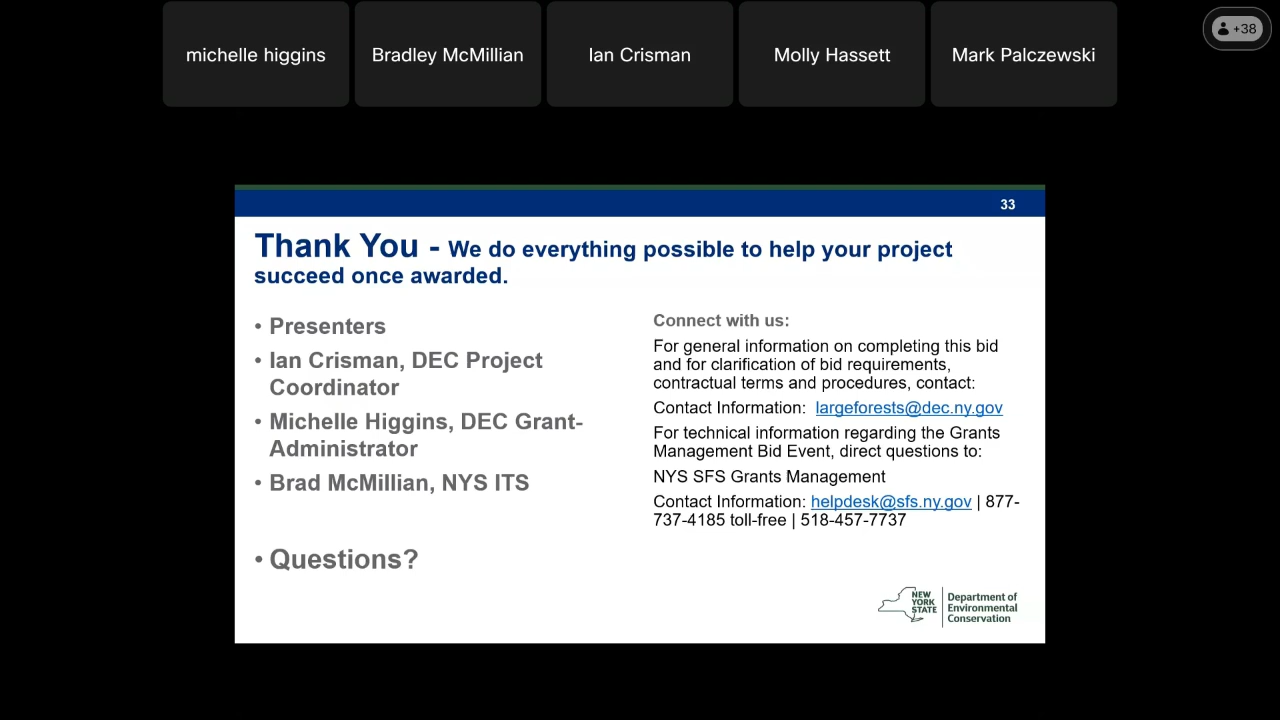 michelle higgins
Bradley McMillian
Ian Crisman
Molly Hassett
Mark Palczewski
+38
33
Thank You - We do everything possible to help your project
succeed once awarded.
• Presenters
• Ian Crisman, DEC Project
Coordinator
• Michelle Higgins, DEC Grant-
Administrator
• Brad McMillian, NYS ITS
• Questions?
Connect with us:
For general information on completing this bid
and for clarification of bid requirements,
contractual terms and procedures, contact:
Contact Information: largeforests@dec.ny.gov
For technical information regarding the Grants
Management Bid Event, direct questions to:
NYS SFS Grants Management
Contact Information: helpdesk@sfs.ny.gov | 877-
737-4185 toll-free | 518-457-7737
NEW
YORK
STATE
Department of
Environmental
Conservation